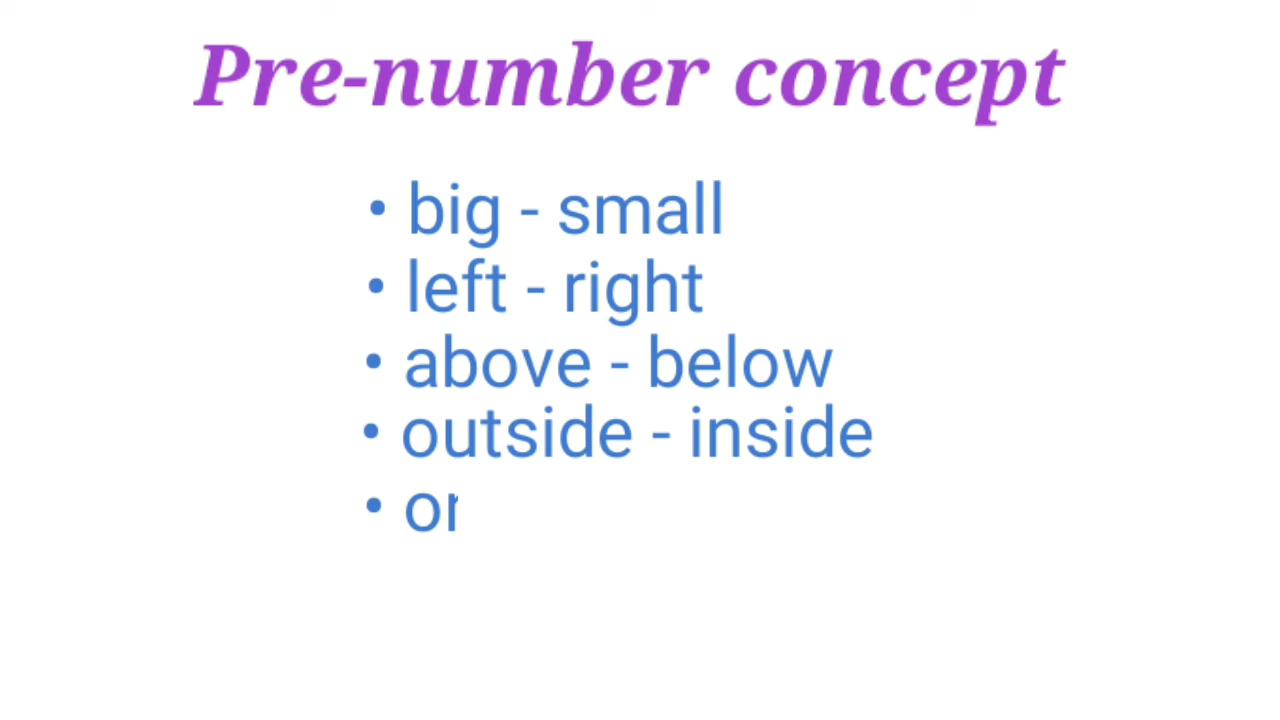 Pre-number concept
• big - small
• left - right
• above - below
• outside - inside